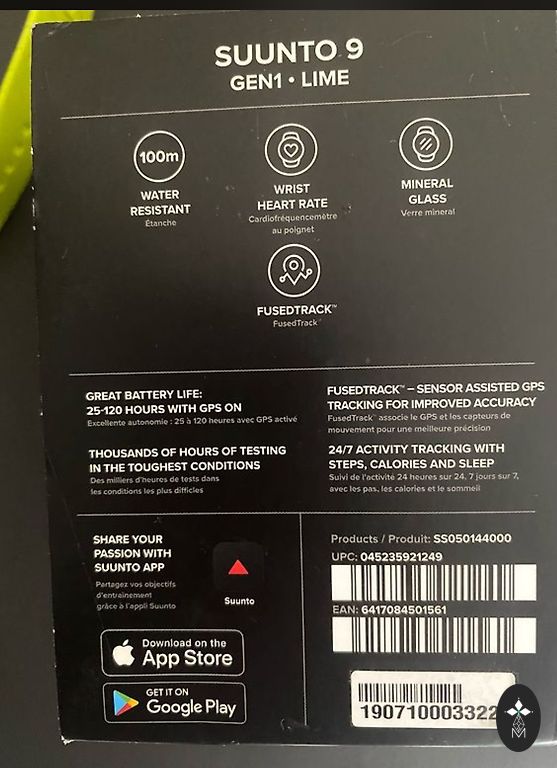 SUUNTO 9
GEN1 • LIME
100m
WATER
RESISTANT
Étanche
WRIST
HEART RATE
Cardiofréquencemètre
au poignet
MINERAL
GLASS
Verre mineral
FUSEDTRACK™
FusedTrack™
GREAT BATTERY LIFE:
25-120 HOURS WITH GPS ON
Excellente autonomie : 25 à 120 heures avec GPS activé
THOUSANDS OF HOURS OF TESTING
IN THE TOUGHEST CONDITIONS
Des milliers d'heures de tests dans
les conditions les plus difficiles
FUSEDTRACK™ – SENSOR ASSISTED GPS
TRACKING FOR IMPROVED ACCURACY
FusedTrack™ associe le GPS et les capteurs de
mouvement pour une meilleure précision
24/7 ACTIVITY TRACKING WITH
STEPS, CALORIES AND SLEEP
Suivi de l'activité 24 heures sur 24, 7 jours sur 7,
avec les pas, les calories et le sommeil
SHARE YOUR
PASSION WITH
SUUNTO APP
Partagez vos objectifs
d'entraînement
grâce à l'appli Suunto
Suunto
Download on the
App Store
GET IT ON
Google Play
Products / Produit: SS050144000
UPC: 045235921249
EAN: 6417084501561
190710003322
M